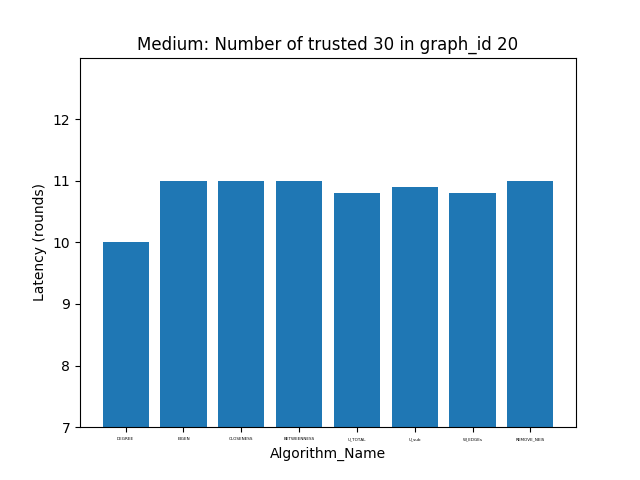 Medium: Number of trusted 30 in graph_id 20
12
11
10
9
8
7
Latency (rounds)
DEGREE EIGEN CLOSENESS BETWEENNESS U_TOTAL U_sub W_EDGEs REMOVE_NEIS
Algorithm_Name